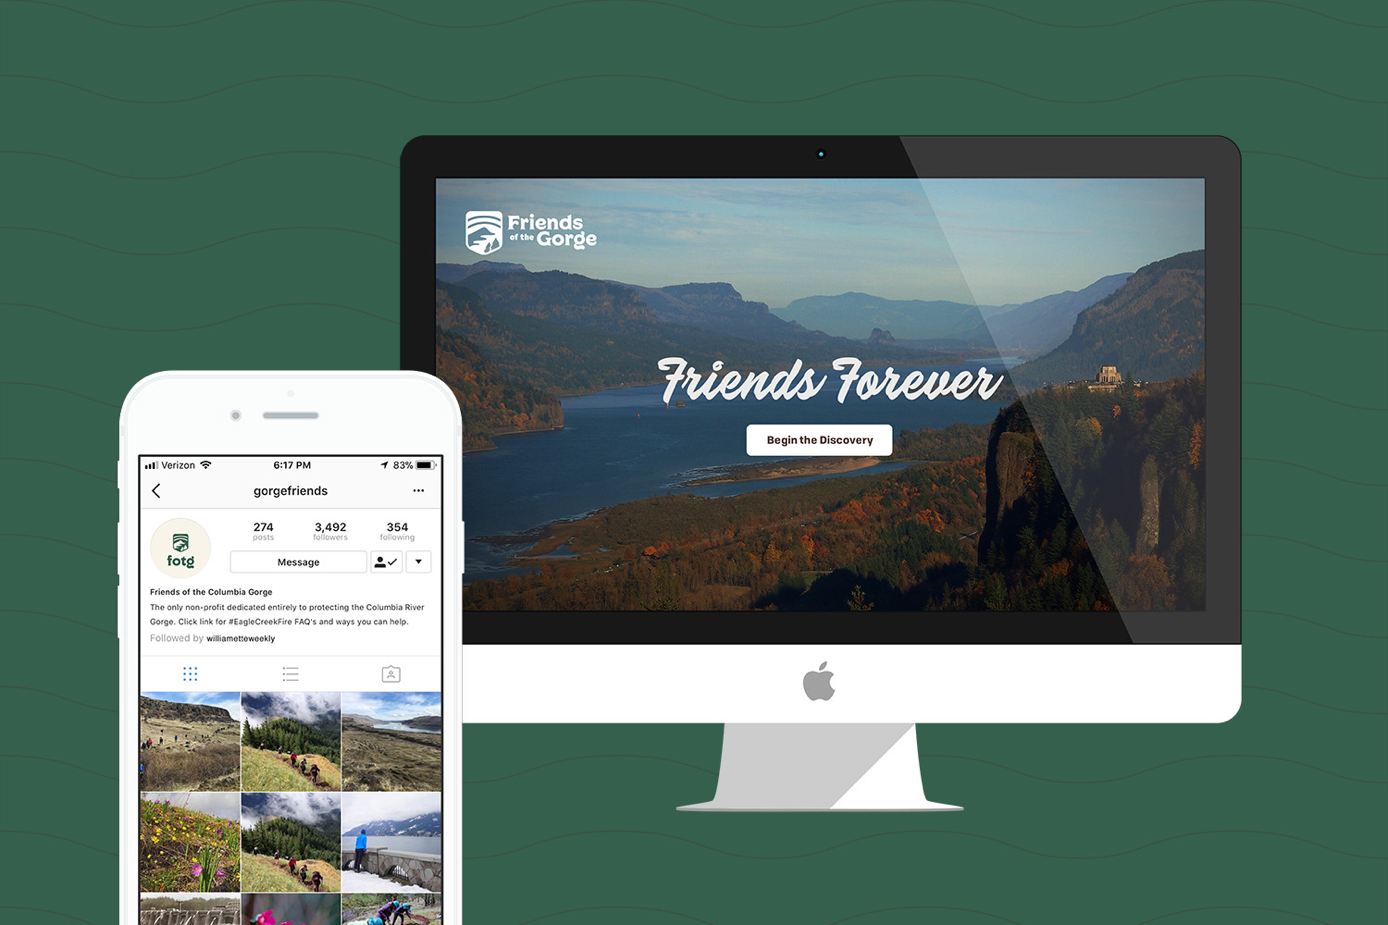 Friends
of the Gorge
Friends Forever
Begin the Discovery
Verizon 6:17 PM 83%
gorgefriends
274 3,492 354
posts followers following
fotg
Message
Friends of the Columbia Gorge
The only non-profit dedicated entirely to protecting the Columbia River
Gorge. Click link for #EagleCreekFire FAQ's and ways you can help.
Followed by williametteweekly